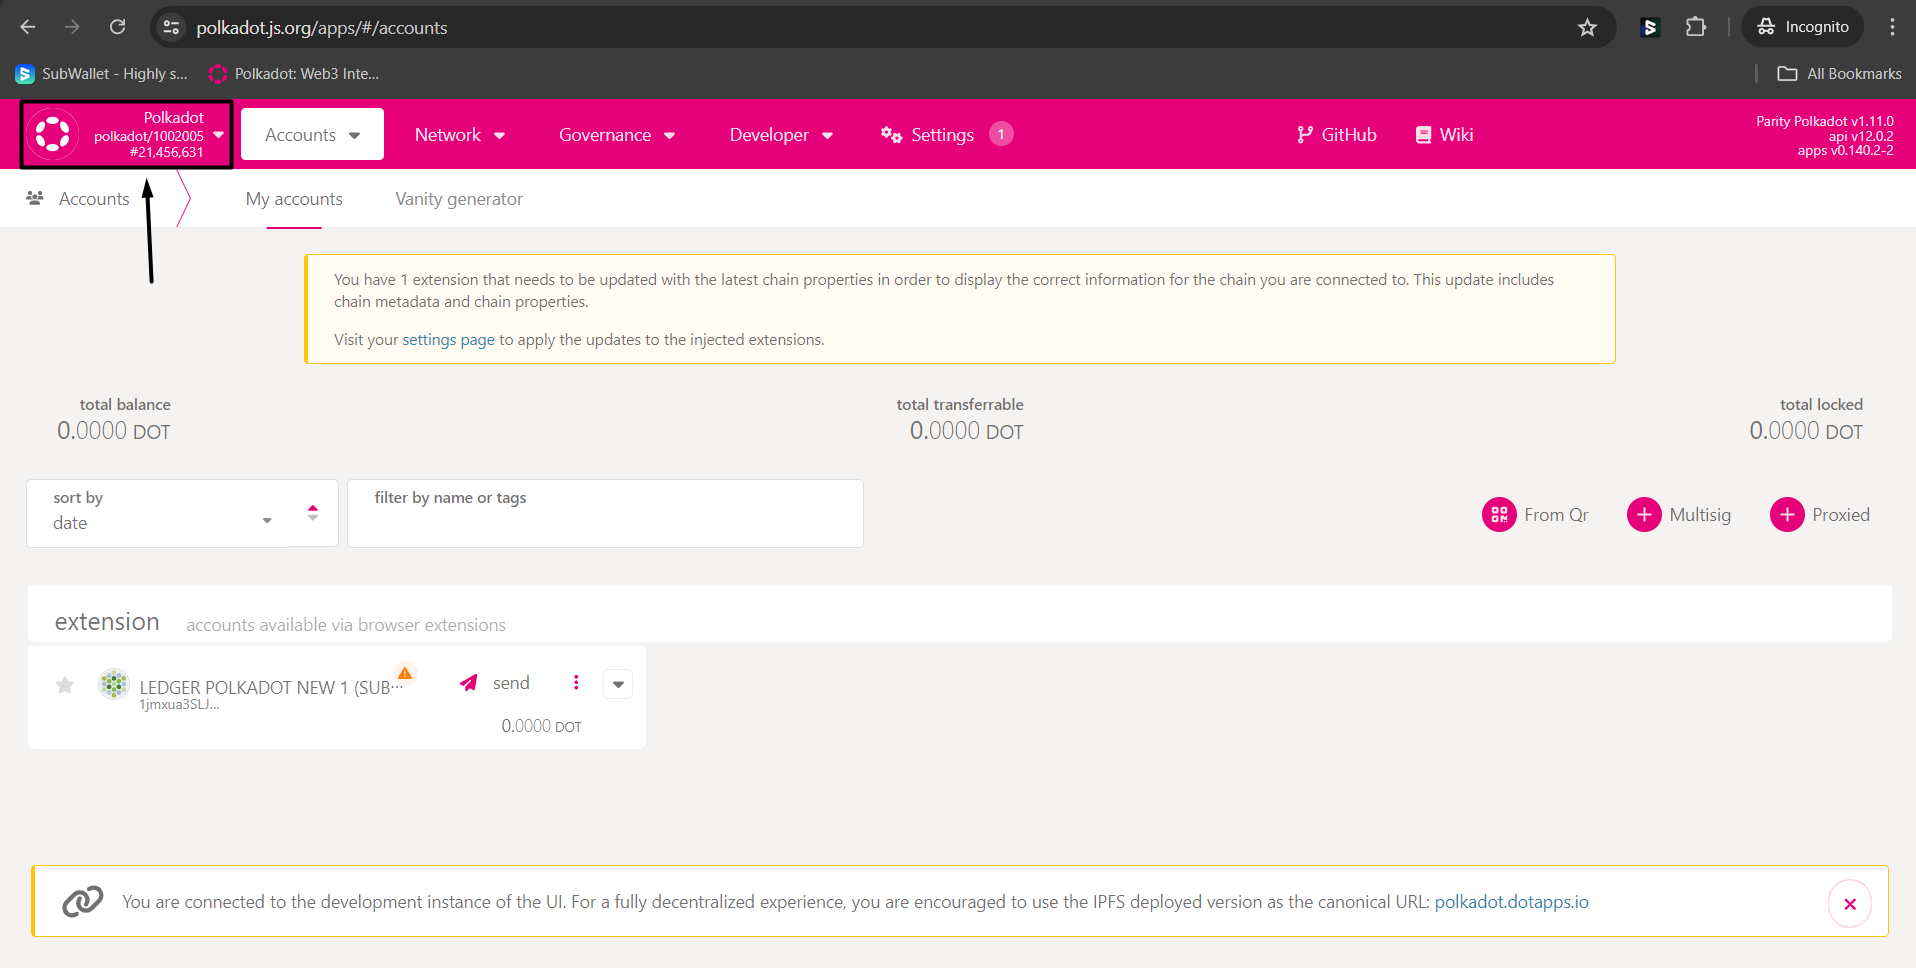 polkadot.js.org/apps/#/accounts
Incognito
SubWallet - Highly s...
Polkadot: Web3 Inte...
All Bookmarks
Polkadot
polkadot/1002005
#21,456,631
Accounts
Network
Governance
Developer
Settings
1
GitHub
Wiki
Parity Polkadot v1.11.0
api v12.0.2
apps v0.140.2-2
Accounts
My accounts
Vanity generator
You have 1 extension that needs to be updated with the latest chain properties in order to display the correct information for the chain you are connected to. This update includes
chain metadata and chain properties.
Visit your settings page to apply the updates to the injected extensions.
total balance
0.0000 DOT
total transferrable
0.0000 DOT
total locked
0.0000 DOT
sort by
date
filter by name or tags
From Qr
Multisig
Proxied
extension
accounts available via browser extensions
LEDGER POLKADOT NEW 1 (SUB...
1jmxua3SLJ...
send
0.0000 DOT
You are connected to the development instance of the UI. For a fully decentralized experience, you are encouraged to use the IPFS deployed version as the canonical URL: polkadot.dotapps.io